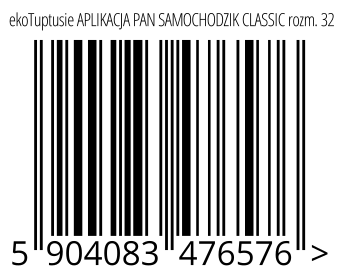 ekoTuptusie APLIKACJA PAN SAMOCHODZIK CLASSIC rozm. 32
5 904083 476576 >